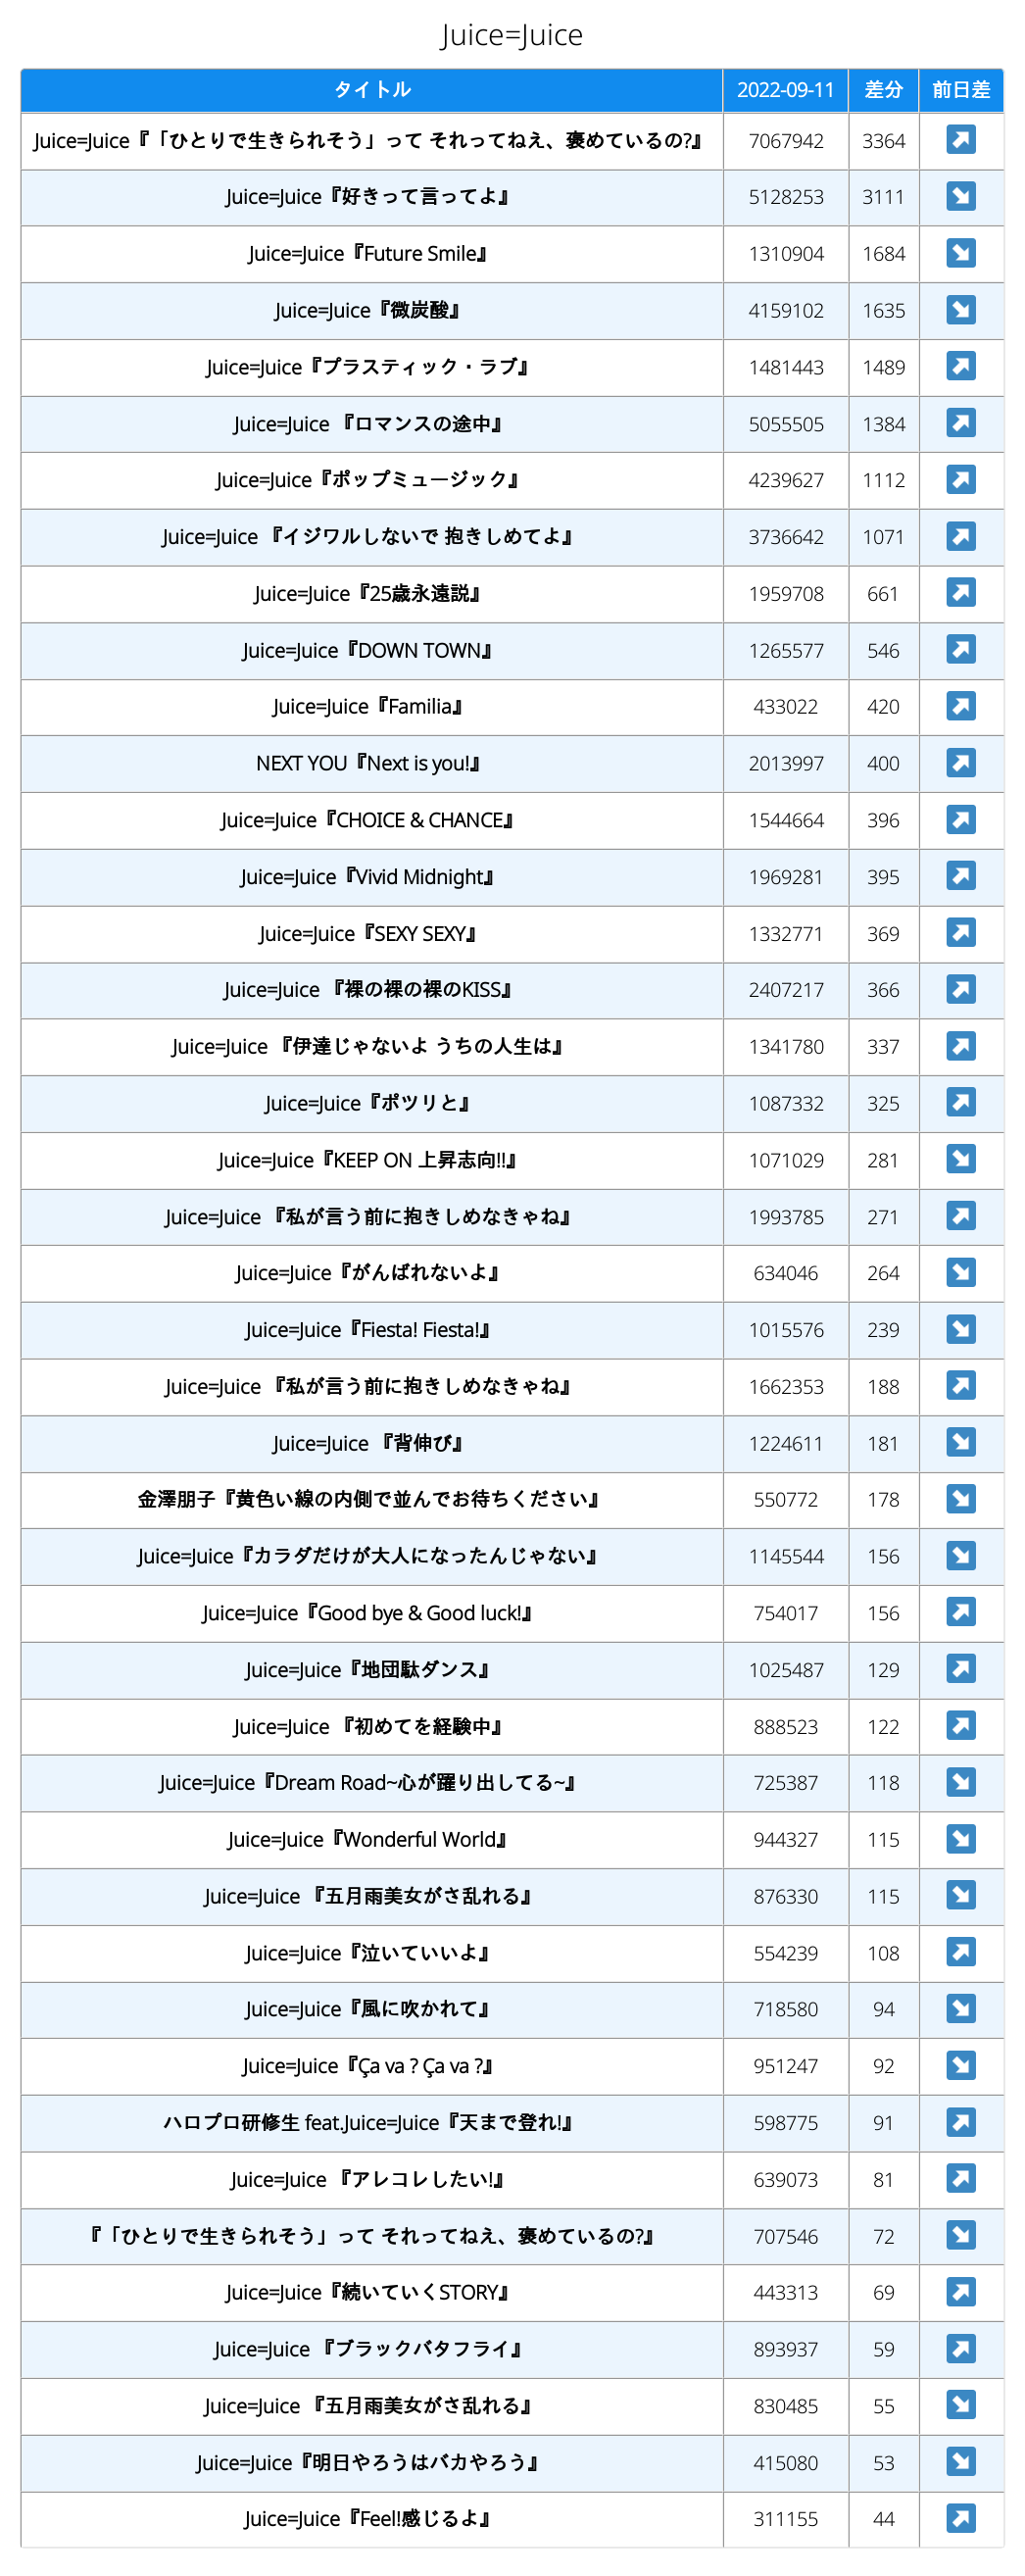 Juice=Juice
タイトル 2022-09-11 差分 前日差
Juice=Juice『「ひとりで生きられそう」って それってねえ、褒めているの?』 7067942 3364 ↗
Juice=Juice『好きって言ってよ』 5128253 3111 ↘
Juice=Juice『Future Smile』 1310904 1684 ↘
Juice=Juice『微炭酸』 4159102 1635 ↘
Juice=Juice『プラスティック・ラブ』 1481443 1489 ↗
Juice=Juice 『ロマンスの途中』 5055505 1384 ↗
Juice=Juice『ポップミュージック』 4239627 1112 ↗
Juice=Juice 『イジワルしないで 抱きしめてよ』 3736642 1071 ↗
Juice=Juice『25歳永遠説』 1959708 661 ↗
Juice=Juice『DOWN TOWN』 1265577 546 ↗
Juice=Juice『Familia』 433022 420 ↗
NEXT YOU『Next is you!』 2013997 400 ↗
Juice=Juice『CHOICE & CHANCE』 1544664 396 ↗
Juice=Juice『Vivid Midnight』 1969281 395 ↗
Juice=Juice『SEXY SEXY』 1332771 369 ↗
Juice=Juice 『裸の裸の裸のKISS』 2407217 366 ↗
Juice=Juice 『伊達じゃないよ うちの人生は』 1341780 337 ↗
Juice=Juice『ポツリと』 1087332 325 ↗
Juice=Juice『KEEP ON 上昇志向!!』 1071029 281 ↘
Juice=Juice 『私が言う前に抱きしめなきゃね』 1993785 271 ↗
Juice=Juice『がんばれないよ』 634046 264 ↘
Juice=Juice『Fiesta! Fiesta!』 1015576 239 ↘
Juice=Juice 『私が言う前に抱きしめなきゃね』 1662353 188 ↗
Juice=Juice 『背伸び』 1224611 181 ↘
金澤朋子『黄色い線の内側で並んでお待ちください』 550772 178 ↘
Juice=Juice『カラダだけが大人になったんじゃない』 1145544 156 ↘
Juice=Juice『Good bye & Good luck!』 754017 156 ↗
Juice=Juice『地団駄ダンス』 1025487 129 ↗
Juice=Juice 『初めてを経験中』 888523 122 ↗
Juice=Juice『Dream Road~心が躍り出してる~』 725387 118 ↘
Juice=Juice『Wonderful World』 944327 115 ↘
Juice=Juice 『五月雨美女がさ乱れる』 876330 115 ↘
Juice=Juice『泣いていいよ』 554239 108 ↗
Juice=Juice『風に吹かれて』 718580 94 ↘
Juice=Juice『Ça va ? Ça va ?』 951247 92 ↘
ハロプロ研修生 feat.Juice=Juice『天まで登れ!』 598775 91 ↗
Juice=Juice 『アレコレしたい!』 639073 81 ↗
『「ひとりで生きられそう」って それってねえ、褒めているの?』 707546 72 ↘
Juice=Juice『続いていくSTORY』 443313 69 ↗
Juice=Juice 『ブラックバタフライ』 893937 59 ↗
Juice=Juice 『五月雨美女がさ乱れる』 830485 55 ↘
Juice=Juice『明日やろうはバカやろう』 415080 53 ↘
Juice=Juice『Feel!感じるよ』 311155 44 ↗